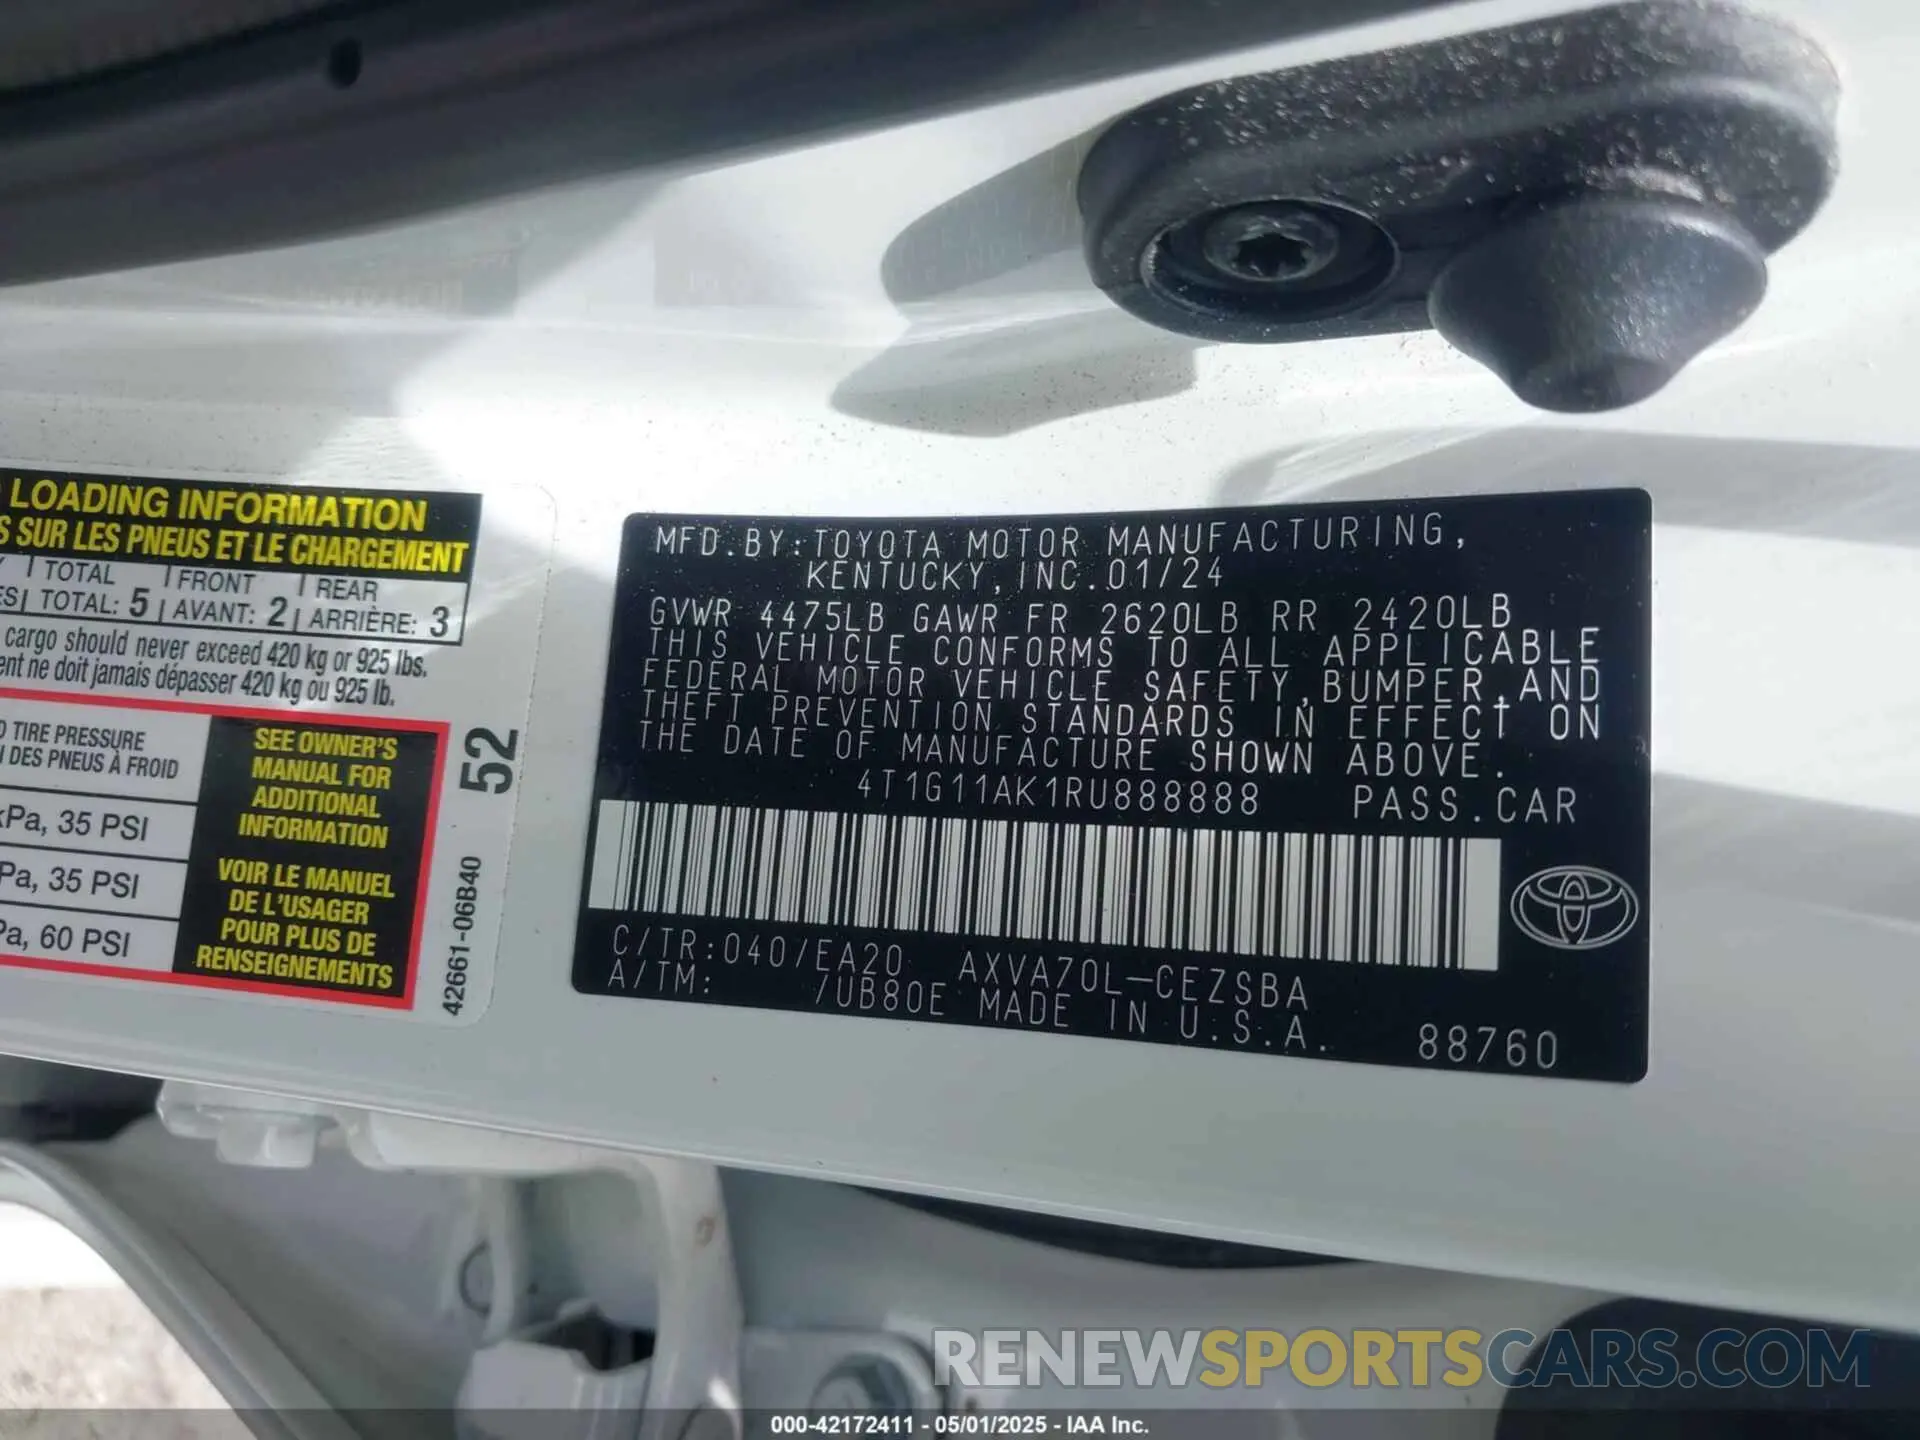 LOADING INFORMATION
S SUR LES PNEUS ET LE CHARGEMENT
TOTAL FRONT REAR
TOTAL: 5 AVANT: 2 ARRIÈRE: 3
cargo should never exceed 420 kg or 925 lbs.
ent ne doit jamais dépasser 420 kg ou 925 lb.
TIRE PRESSURE
DES PNEUS À FROID
kPa, 35 PSI
Pa, 35 PSI
Pa, 60 PSI
SEE OWNER'S
MANUAL FOR
ADDITIONAL
INFORMATION
VOIR LE MANUEL
DE L'USAGER
POUR PLUS DE
RENSEIGNEMENTS
52
42661-06B40
MFD.BY:TOYOTA MOTOR MANUFACTURING,
KENTUCKY,INC.01/24
GVWR 4475LB GAWR FR 2620LB RR 2420LB
THIS VEHICLE CONFORMS TO ALL APPLICABLE
FEDERAL MOTOR VEHICLE SAFETY,BUMPER,AND
THEFT PREVENTION STANDARDS IN EFFECT ON
THE DATE OF MANUFACTURE SHOWN ABOVE.
4T1G11AK1RU888888 PASS.CAR
C/TR:040/EA20 AXVA70L-CEZSBA
A/TM: /UB80E MADE IN U.S.A.
88760
RENEWSPORTSCARS.COM
000-42172411 - 05/01/2025 - IAA Inc.